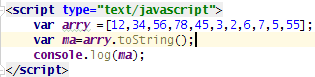 <script type="text/javascript">
var arry =[12,34,56,78,45,3,2,6,7,5,55];
var ma=arry.toString();
console.log(ma);
</script>